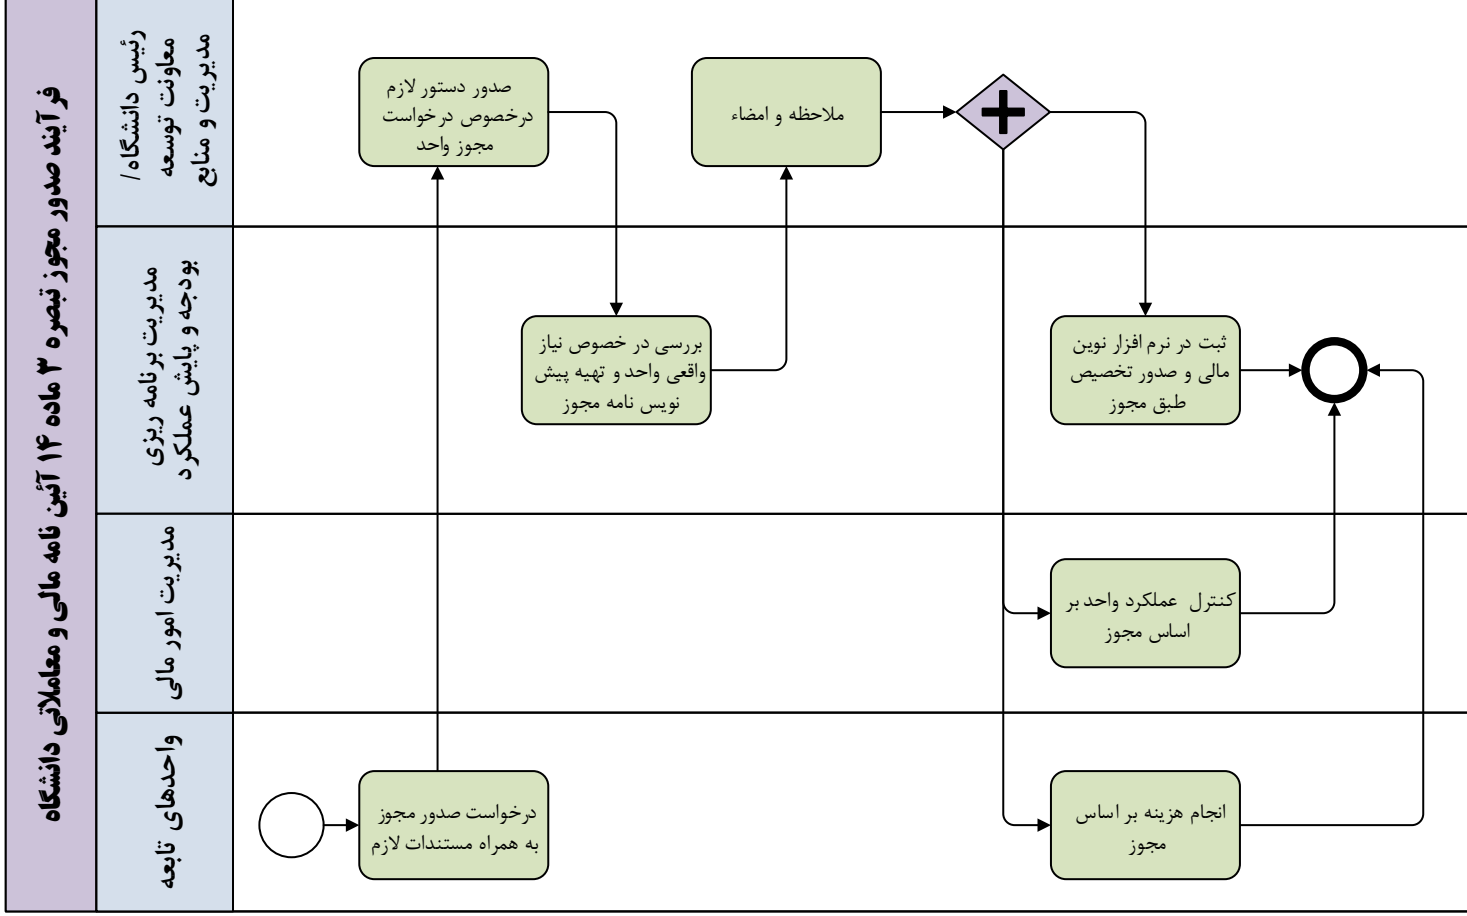 فرآیند صدور مجوز تبصره ۳ ماده ۱۴ آئین نامه مالی و معاملاتی دانشگاه
رئیس دانشگاه /
معاونت توسعه
مدیریت و منابع
صدور دستور لازم
درخصوص درخواست
مجوز واحد
ملاحظه و امضاء
مدیریت برنامه ریزی
بودجه و پایش عملکرد
بررسی در خصوص نیاز
واقعی واحد و تهیه پیش
نویس نامه مجوز
ثبت در نرم افزار نوین
مالی و صدور تخصیص
طبق مجوز
مدیریت امور مالی
کنترل عملکرد واحد بر
اساس مجوز
واحدهای تابعه
درخواست صدور مجوز
به همراه مستندات لازم
انجام هزینه بر اساس
مجوز